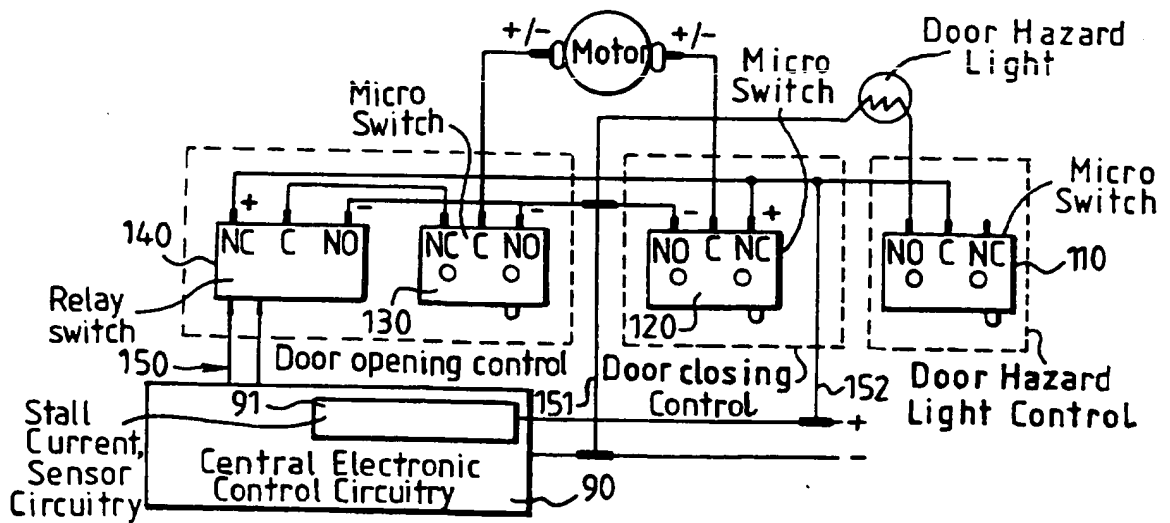 +/-
Motor
+/-
Door Hazard
Light
Micro
Switch
Micro
Switch
Micro
Switch
+
-
-
-
+
140
NC C NO
NC C NO
NO C NC
NO C NC
110
Relay
switch
130
120
150
Door opening control
151
Door closing
Control
152
Door Hazard
Light Control
Stall
Current,
Sensor
Circuitry
91
+
Central Electronic
Control Circuitry
90
-